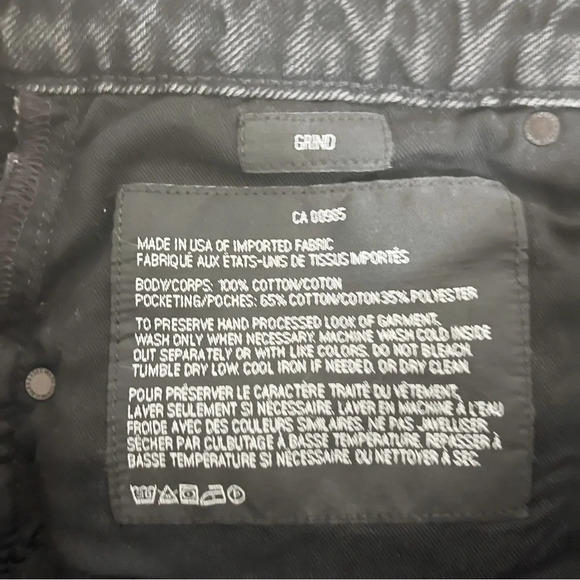 GRIND
CA 00905
MADE IN USA OF IMPORTED FABRIC
FABRIQUÉ AUX ÉTATS-UNIS DE TISSUS IMPORTÉS
BODY/CORPS: 100% COTTON/COTON
POCKETING/POCHES: 65% COTTON/COTON 35% POLYESTER
TO PRESERVE HAND PROCESSED LOOK OF GARMENT,
WASH ONLY WHEN NECESSARY. MACHINE WASH COLD INSIDE
OUT SEPARATELY OR WITH LIKE COLORS. DO NOT BLEACH.
TUMBLE DRY LOW. COOL IRON IF NEEDED. OR DRY CLEAN.
POUR PRÉSERVER LE CARACTÈRE TRAITÉ DU VÊTEMENT,
LAVER SEULEMENT SI NÉCESSAIRE. LAVER EN MACHINE À L'EAU
FROIDE AVEC DES COULEURS SIMILAIRES. NE PAS JAVELLISER.
SÉCHER PAR CULBUTAGE À BASSE TEMPÉRATURE. REPASSER À
BASSE TEMPÉRATURE SI NÉCESSAIRE. OU NETTOYER À SEC.